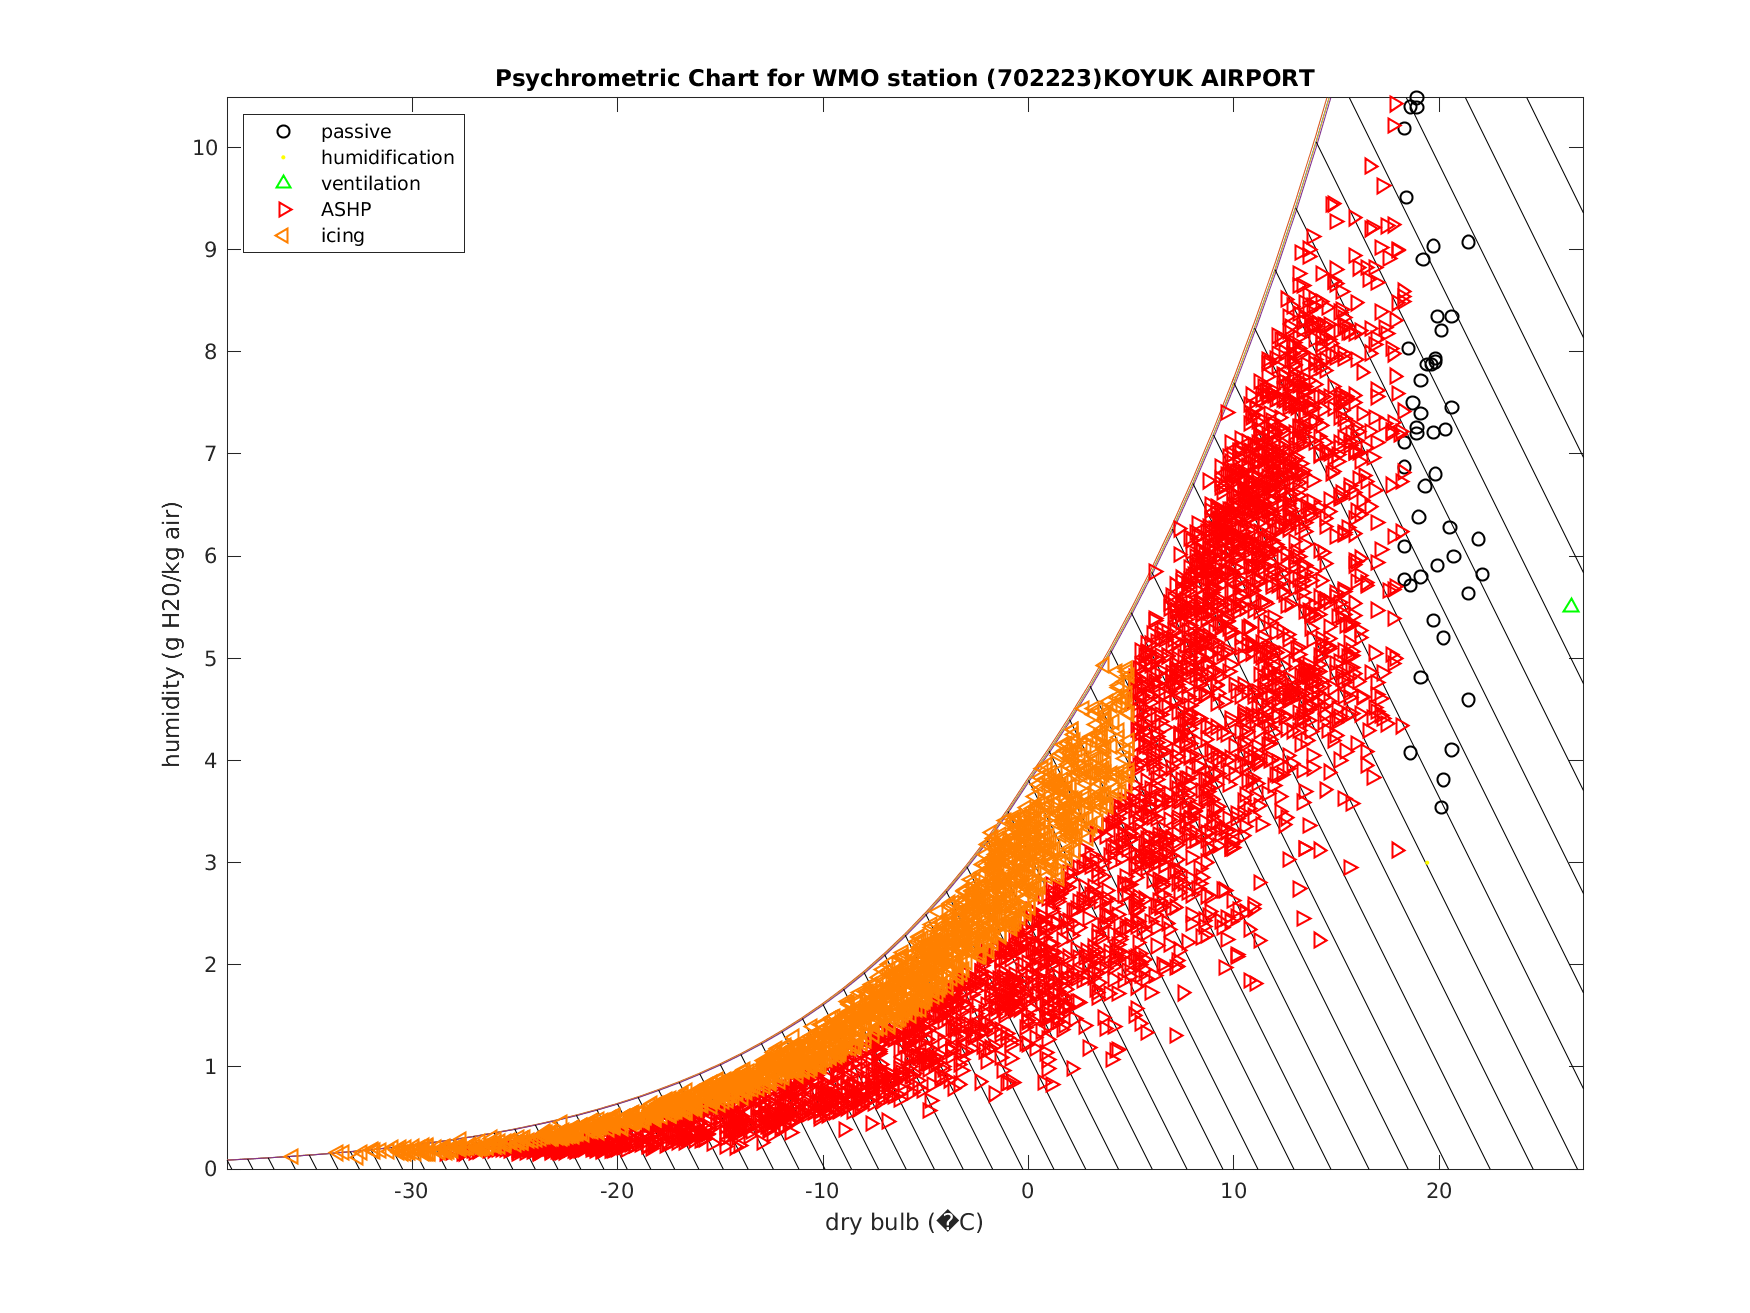 Psychrometric Chart for WMO station (702223)KOYUK AIRPORT
passive
humidification
ventilation
ASHP
icing
10
9
8
7
6
5
4
3
2
1
0
humidity (g H20/kg air)
-30
-20
-10
0
10
20
dry bulb (�C)